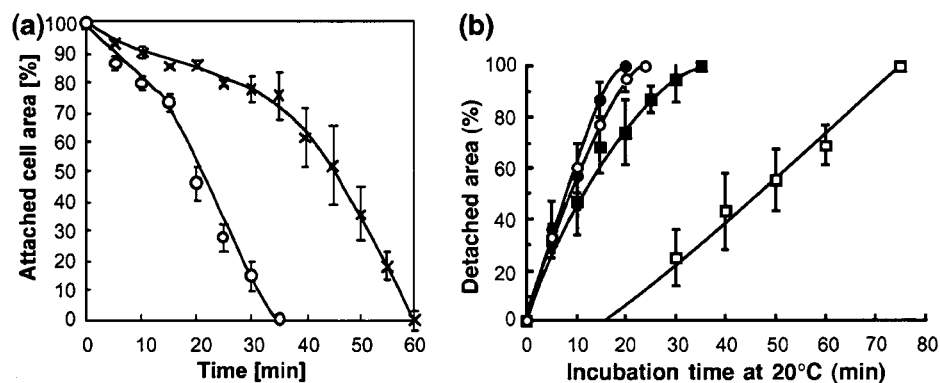 (a)
Attached cell area [%]
100
90
80
70
60
50
40
30
20
10
0
0 10 20 30 40 50 60
Time [min]
(b)
Detached area (%)
100
80
60
40
20
0
0 10 20 30 40 50 60 70 80
Incubation time at 20°C (min)